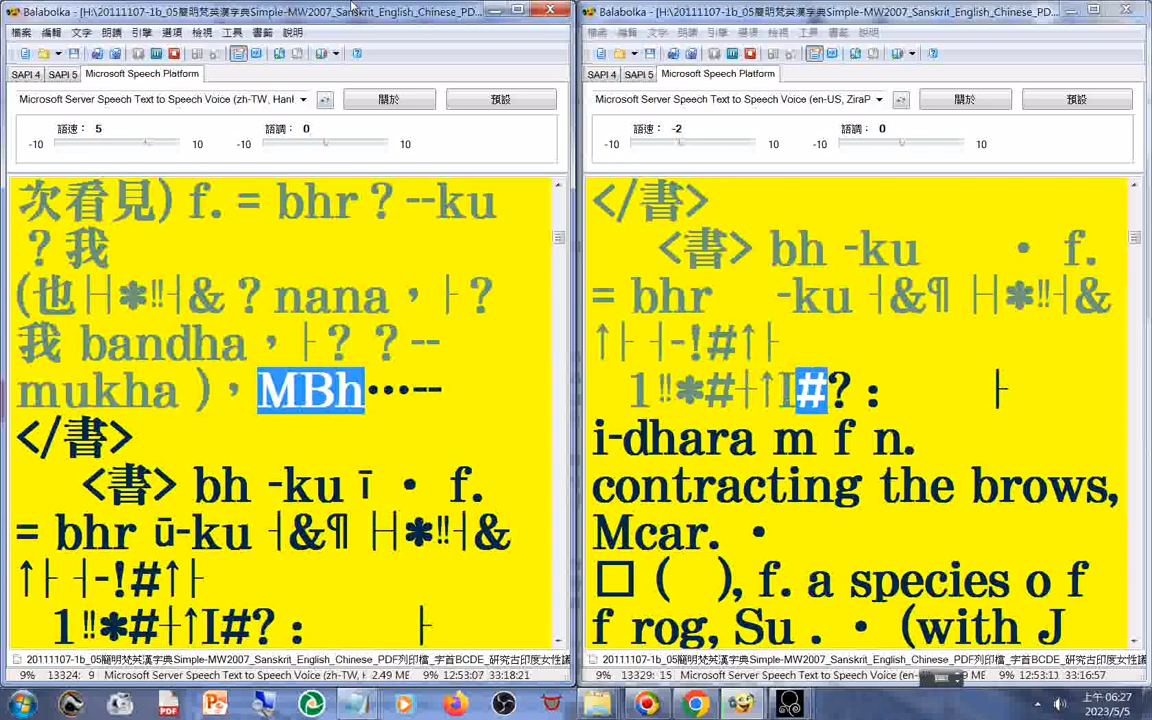 Balabolka - [H:\20111107-1b_05簡明梵英漢字典Simple-MW2007_Sanskrit_English_Chinese_PD...
檔案 編輯 文字 朗讀 引擎 選項 檢視 工具 書籤 說明
SAPI 4 SAPI 5 Microsoft Speech Platform
Microsoft Server Speech Text to Speech Voice (zh-TW, HanH 關於 預設
語速： 5 語調： 0
-10 10 -10 10
次看見) f. = bhr ? --ku
? 我
(也├┤*‼┤& ? nana，├ ?
我 bandha，├ ? ? --
mukha )，MBh…--
</書>
<書> bh -ku ī • f.
= bhr ū-ku ┤&¶ ├┤*‼┤&
↑├ ┤-!#↑├
1‼*#┼↑I#? : ├
20111107-1b_05簡明梵英漢字典Simple-MW2007_Sanskrit_English_Chinese_PDF列印檔_字首BCDE_研究古印度女性議
9% 13324: 9 Microsoft Server Speech Text to Speech Voice (zh-TW, 2.49 ME 9% 12:53:07 33:18:21
Balabolka - [H:\20111107-1b_05簡明梵英漢字典Simple-MW2007_Sanskrit_English_Chinese_PD...
檔案 編輯 文字 朗讀 引擎 選項 檢視 工具 書籤 說明
SAPI 4 SAPI 5 Microsoft Speech Platform
Microsoft Server Speech Text to Speech Voice (en-US, ZiraP 關於 預設
語速： -2 語調： 0
-10 10 -10 10
</書>
<書> bh -ku • f.
= bhr -ku ┤&¶ ├┤*‼┤&
↑├ ┤-!#↑├
1‼*#┼↑I#? : ├
i-dhara m f n.
contracting the brows,
Mcar. •
□ ( ), f. a species o f
f rog, Su . • (with J
20111107-1b_05簡明梵英漢字典Simple-MW2007_Sanskrit_English_Chinese_PDF列印檔_字首BCDE_研究古印度女性議
9% 13329: 15 Microsoft Server Speech Text to Speech Voice (en-US, ME 9% 12:53:1 33:16:57
上午 06:27
2023/5/5